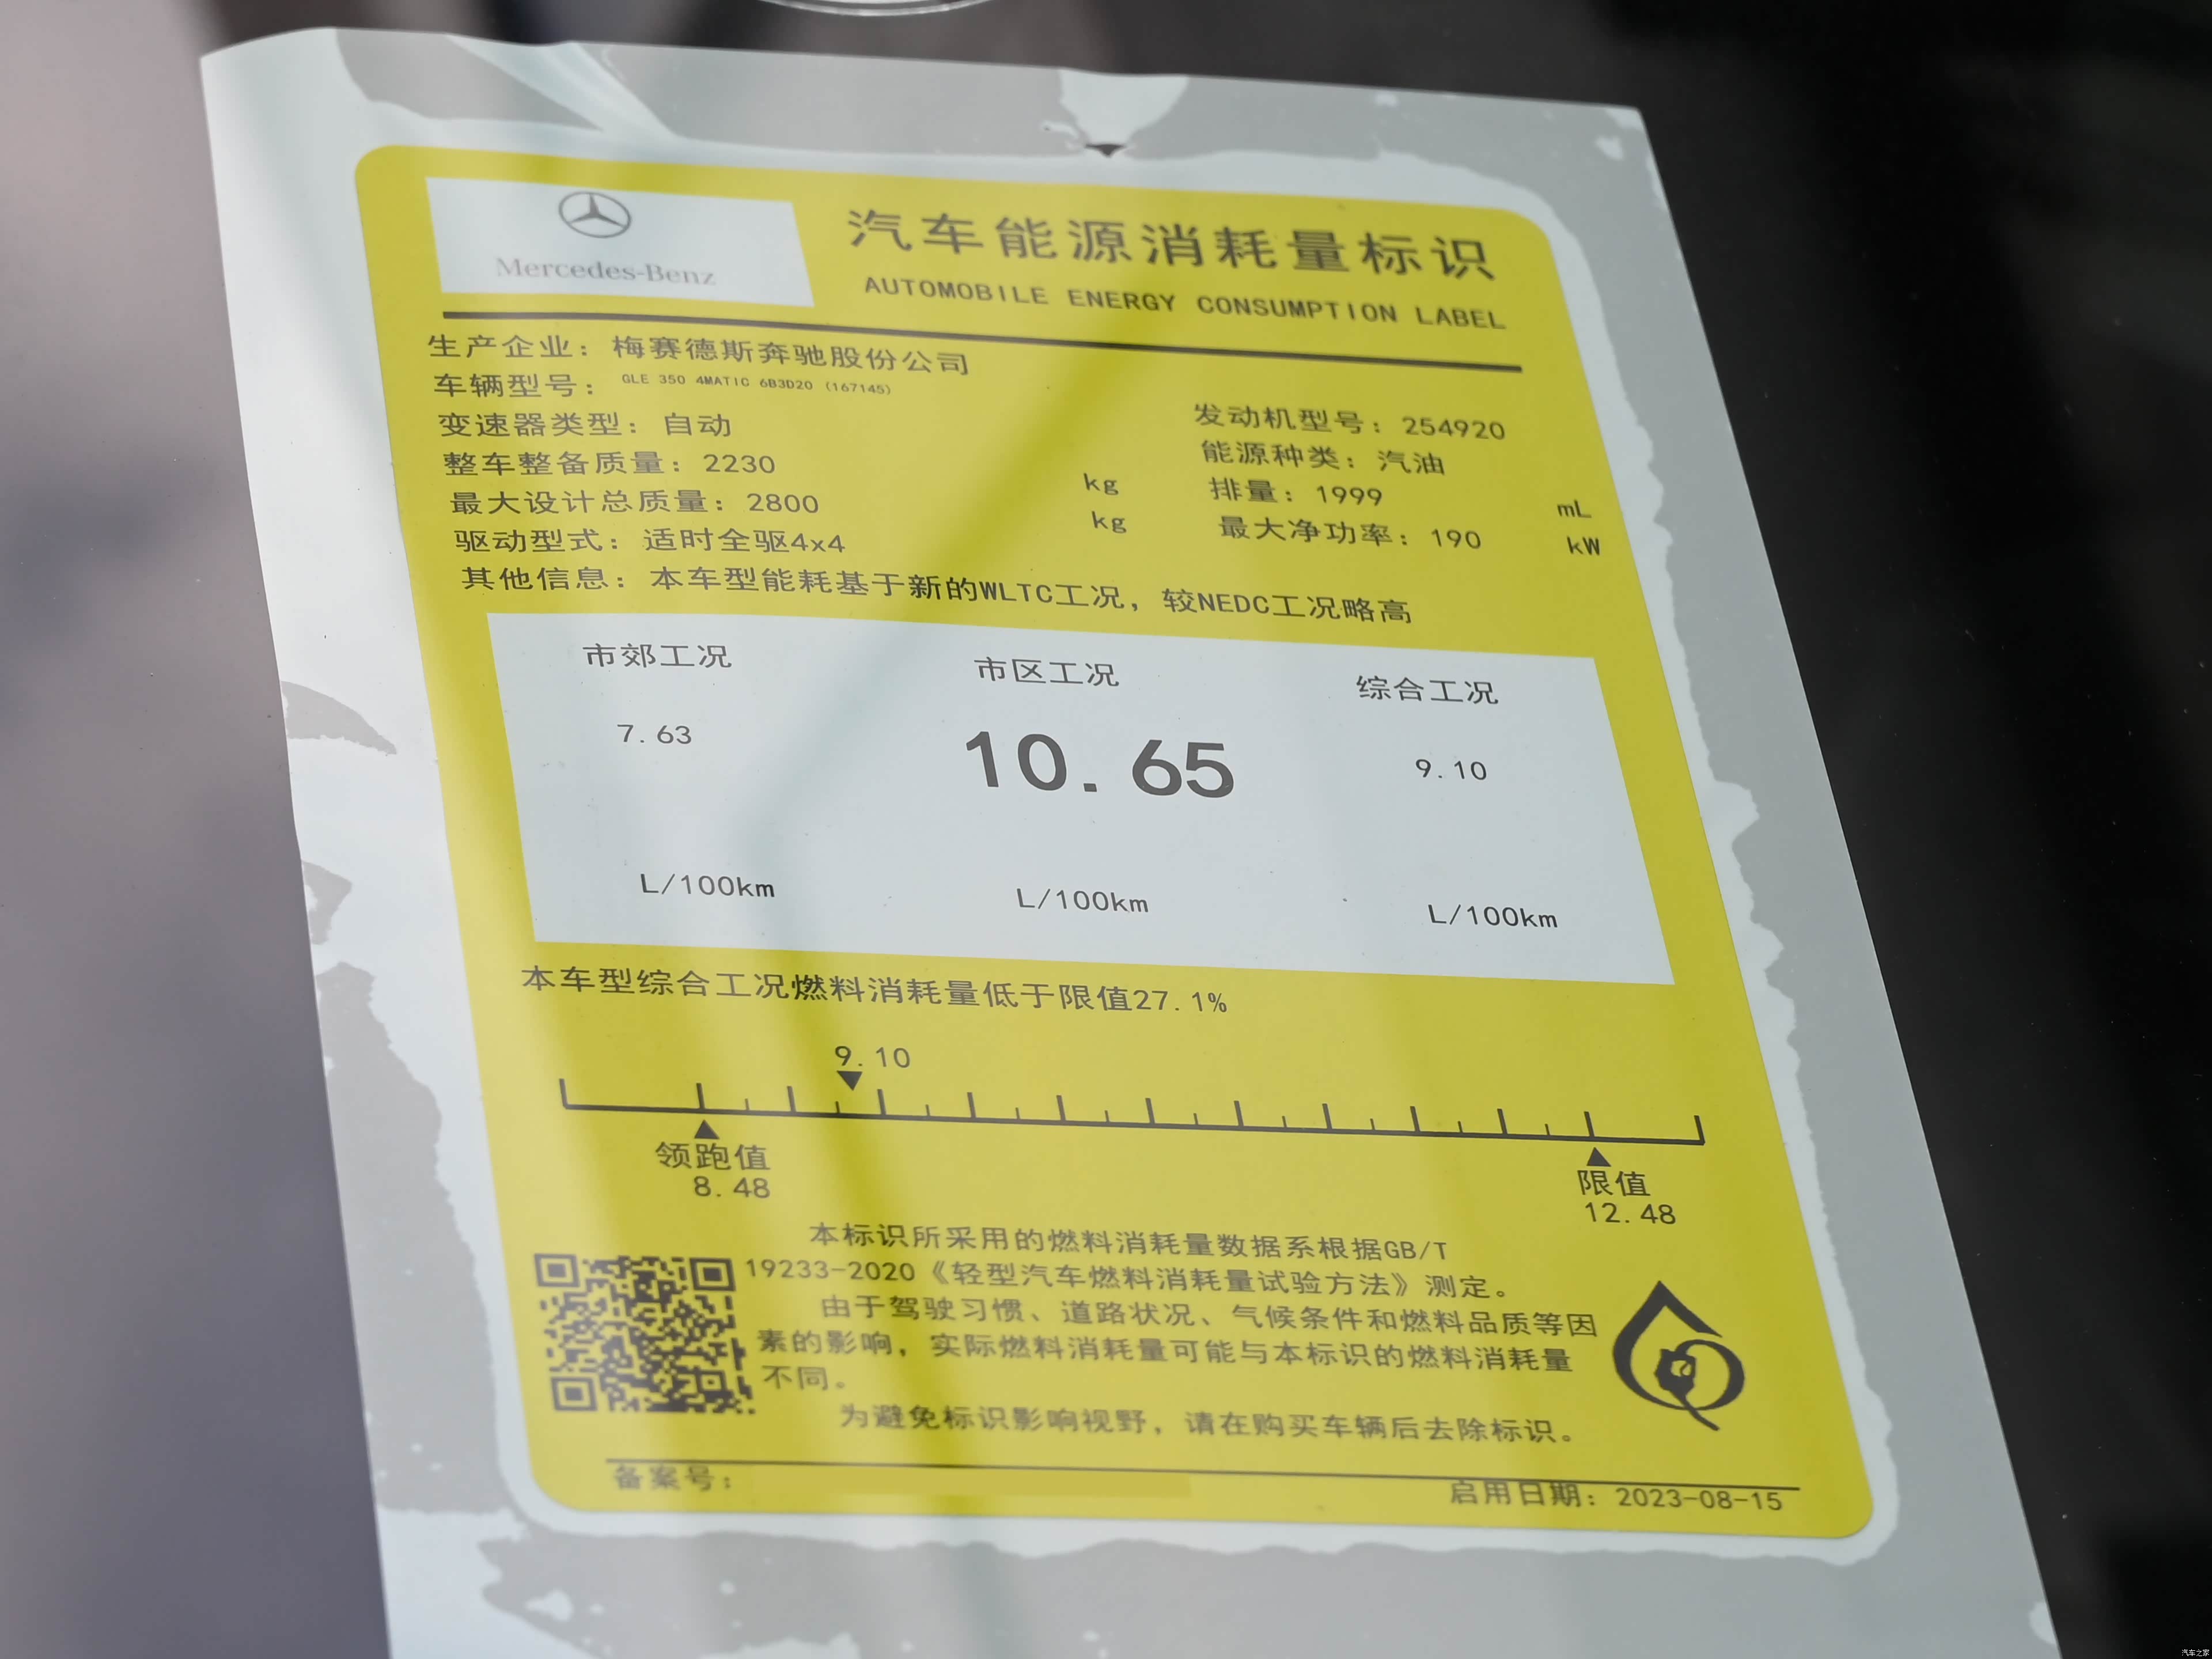 Mercedes-Benz
汽车能源消耗量标识
AUTOMOBILE ENERGY CONSUMPTION LABEL
生产企业：梅赛德斯奔驰股份公司
车辆型号：GLE 350 4MATIC 6B3D20 (167145)
变速器类型：自动
发动机型号：254920
整车整备质量：2230 kg
能源种类：汽油
最大设计总质量：2800 kg
排量：1999 mL
驱动型式：适时全驱4x4
最大净功率：190 kW
其他信息：本车型能耗基于新的WLTC工况，较NEDC工况略高
市郊工况 市区工况 综合工况
7.63 10.65 9.10
L/100km L/100km L/100km
本车型综合工况燃料消耗量低于限值27.1%
9.10
领跑值 限值
8.48 12.48
本标识所采用的燃料消耗量数据系根据GB/T
19233-2020《轻型汽车燃料消耗量试验方法》测定。
由于驾驶习惯、道路状况、气候条件和燃料品质等因
素的影响，实际燃料消耗量可能与本标识的燃料消耗量
不同。
为避免标识影响视野，请在购买车辆后去除标识。
备案号：
启用日期：2023-08-15
汽车之家